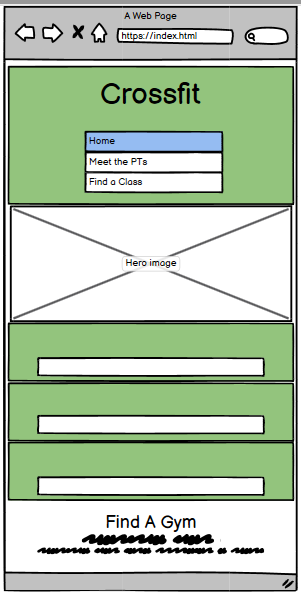 A Web Page
https://index.html
Crossfit
Home
Meet the PTs
Find a Class
Hero image
Find A Gym